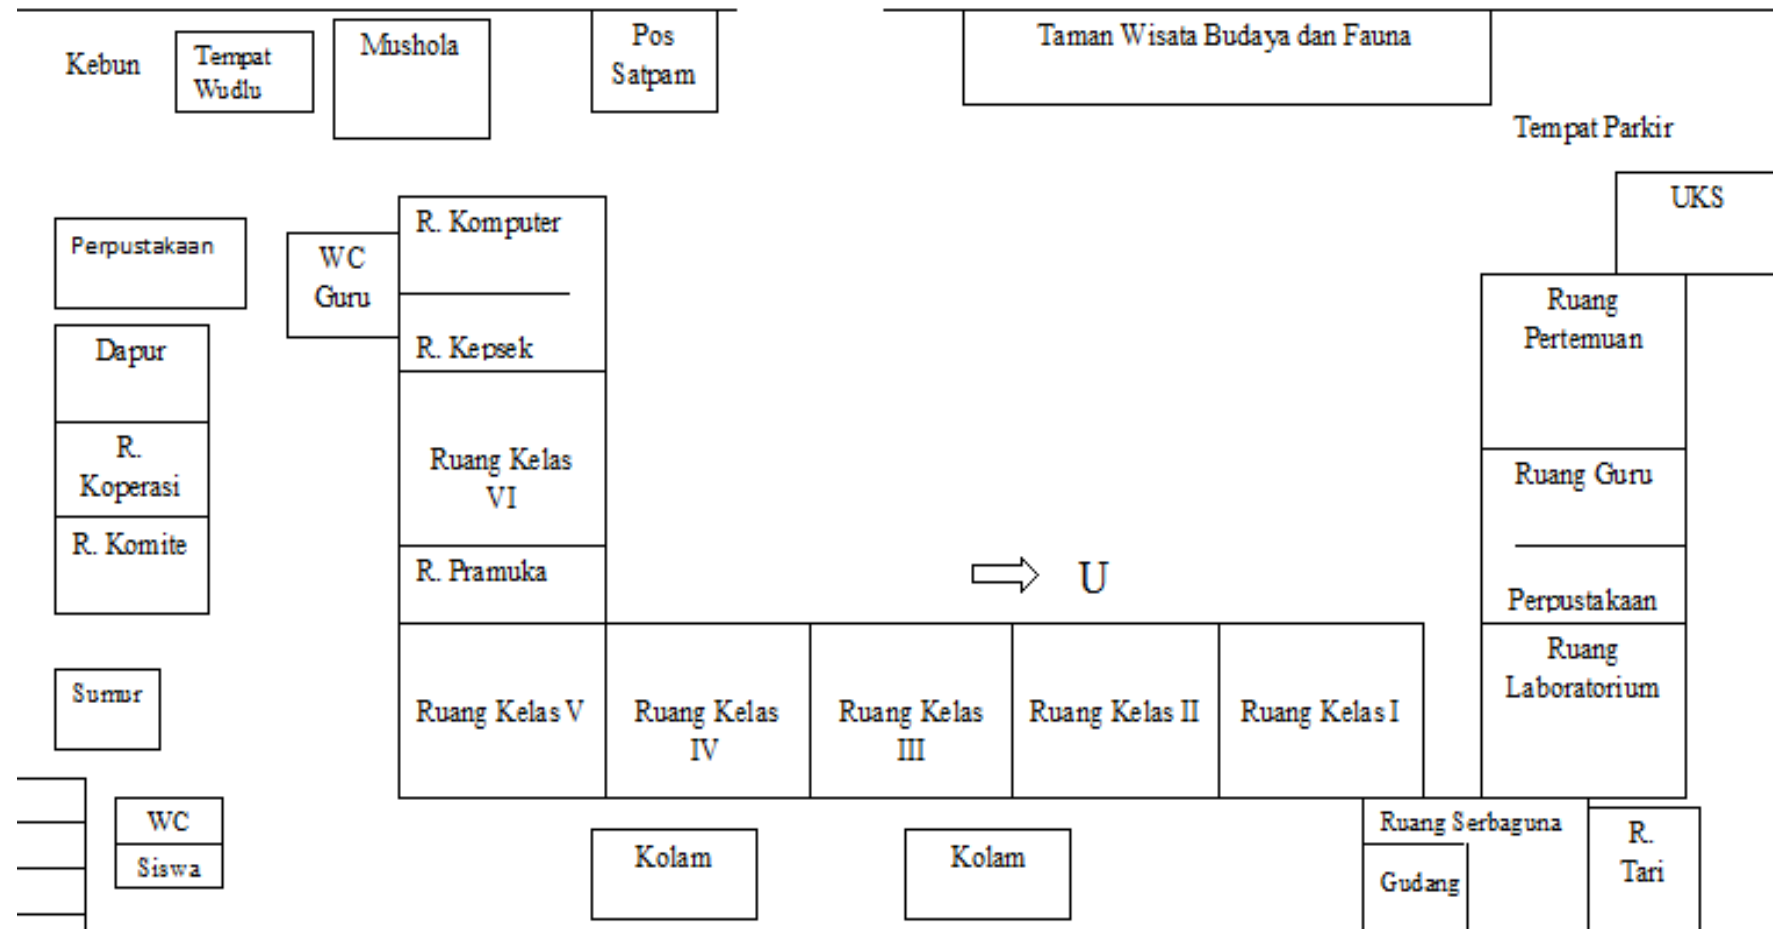 Kebun
Tempat
Wudlu
Mushola
Pos
Satpam
Taman Wisata Budaya dan Fauna
Tempat Parkir
UKS
Perpustakaan
WC
Guru
R. Komputer
R. Kepsek
Ruang
Pertemuan
Dapur
R.
Koperasi
R. Komite
Ruang Kelas
VI
R. Pramuka
U
Ruang Guru
Perpustakaan
Ruang
Laboratorium
Sumur
Ruang Kelas V
Ruang Kelas
IV
Ruang Kelas
III
Ruang Kelas II
Ruang Kelas I
WC
Siswa
Kolam
Kolam
Ruang Serbaguna
Gudang
R.
Tari